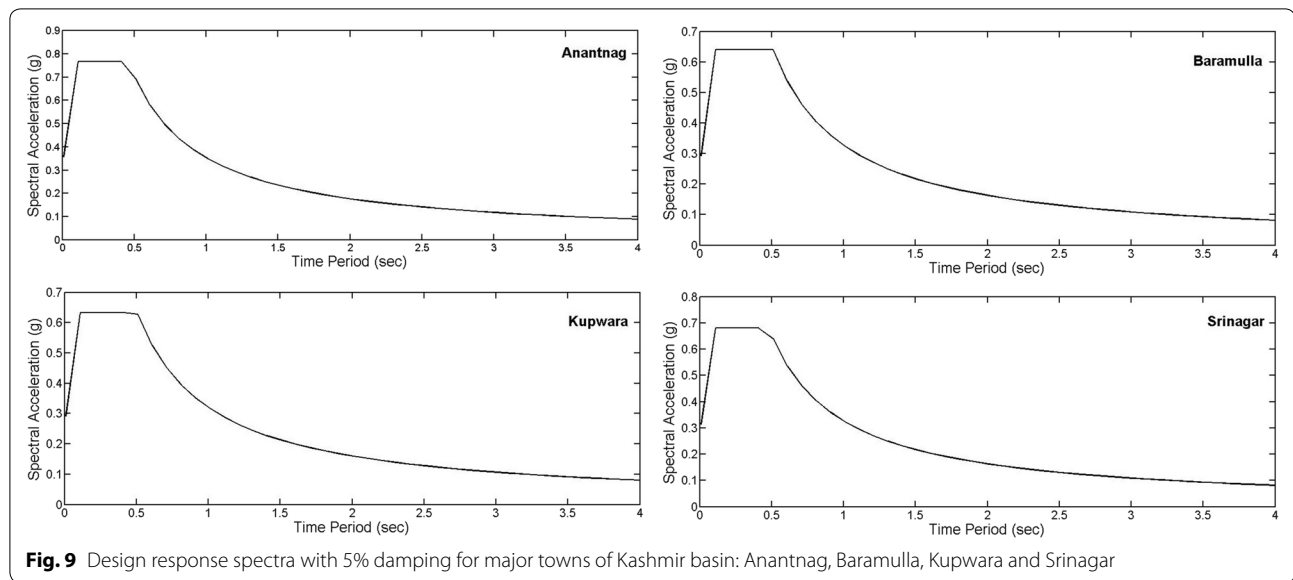 Anantnag
Spectral Acceleration (g)
0.9
0.8
0.7
0.6
0.5
0.4
0.3
0.2
0.1
0
0 0.5 1 1.5 2 2.5 3 3.5 4
Time Period (sec)
Baramulla
Spectral Acceleration (g)
0.7
0.6
0.5
0.4
0.3
0.2
0.1
0
0 0.5 1 1.5 2 2.5 3 3.5 4
Time Period (sec)
Kupwara
Spectral Acceleration (g)
0.7
0.6
0.5
0.4
0.3
0.2
0.1
0
0 0.5 1 1.5 2 2.5 3 3.5 4
Time Period (sec)
Srinagar
Spectral Acceleration (g)
0.8
0.7
0.6
0.5
0.4
0.3
0.2
0.1
0
0 0.5 1 1.5 2 2.5 3 3.5 4
Time Period (sec)
Fig. 9 Design response spectra with 5% damping for major towns of Kashmir basin: Anantnag, Baramulla, Kupwara and Srinagar